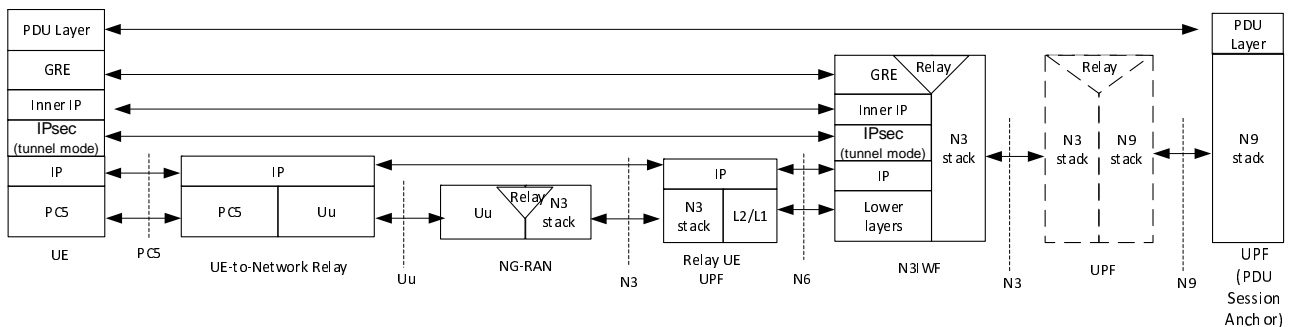 PDU Layer
GRE
Inner IP
IPsec
(tunnel mode)
IP
PC5
UE
PC5
IP
PC5
Uu
UE-to-Network Relay
Uu
Relay
Uu
N3
stack
NG-RAN
N3
IP
N3
stack
L2/L1
Relay UE
UPF
N6
GRE
Relay
Inner IP
IPsec
(tunnel mode)
IP
Lower
layers
N3
stack
N3IWF
N3
Relay
N3
stack
N9
stack
UPF
N9
PDU
Layer
N9
stack
UPF
(PDU
Session
Anchor)